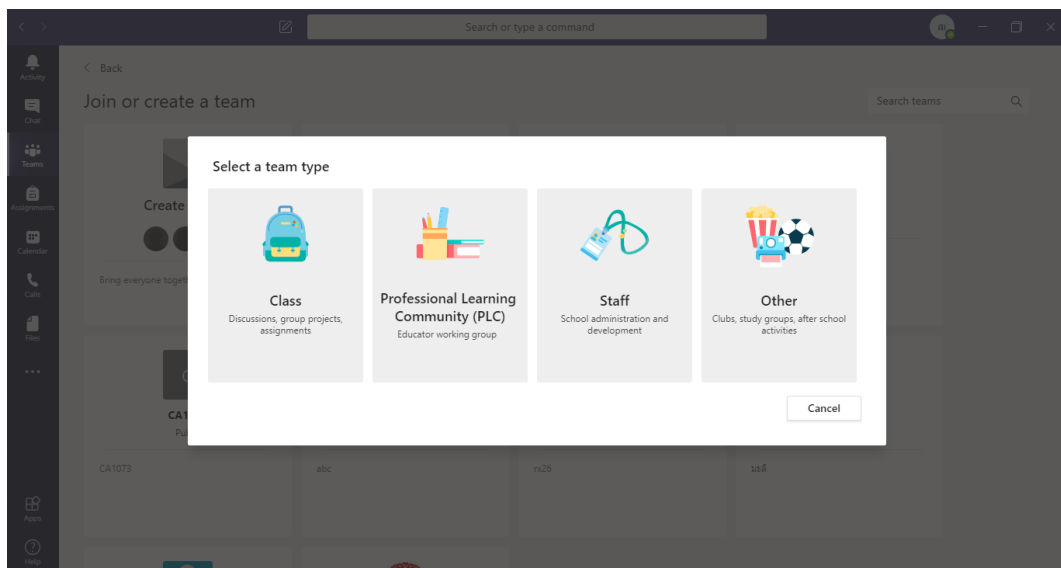 Search or type a command
Activity
Chat
Teams
Assignments
Calendar
Calls
Files
Apps
Help
Back
Join or create a team
Search teams
Create
Bring everyone toget
CA1
Pu
CA1073
abc
rx26
มะลิ
Select a team type
Class
Discussions, group projects,
assignments
Professional Learning
Community (PLC)
Educator working group
Staff
School administration and
development
Other
Clubs, study groups, after school
activities
Cancel